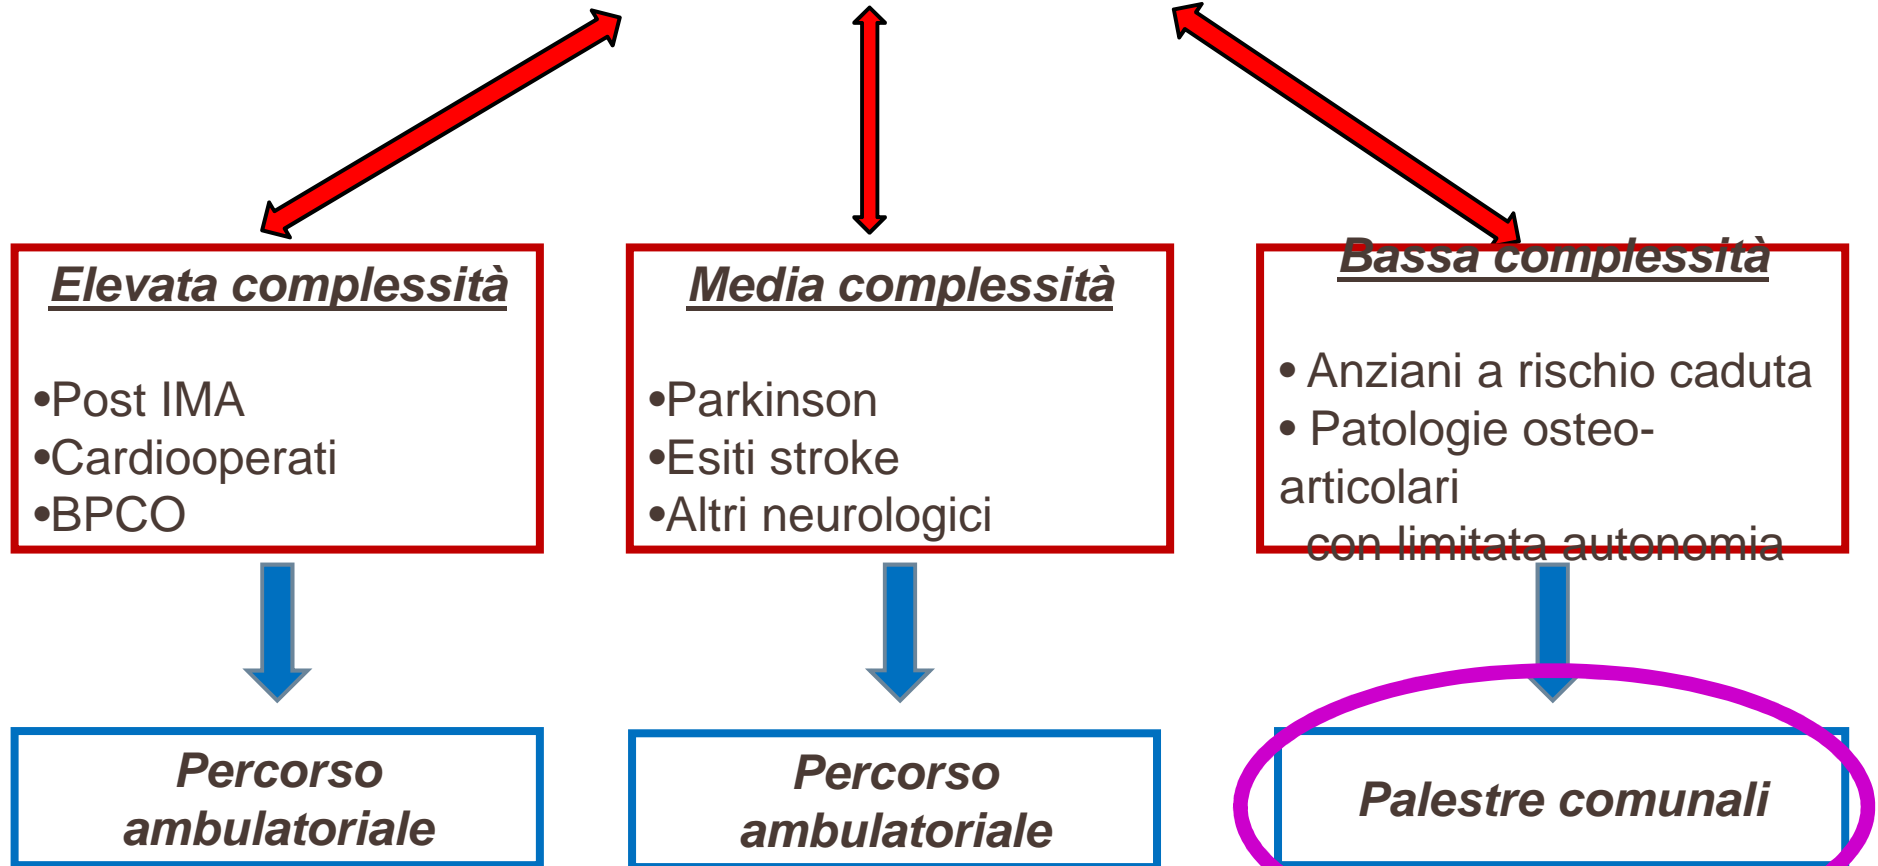 Elevata complessità
•Post IMA
•Cardiooperati
•BPCO
Media complessità
•Parkinson
•Esiti stroke
•Altri neurologici
Bassa complessità
• Anziani a rischio caduta
• Patologie osteo-
articolari
con limitata autonomia
Percorso
ambulatoriale
Percorso
ambulatoriale
Palestre comunali